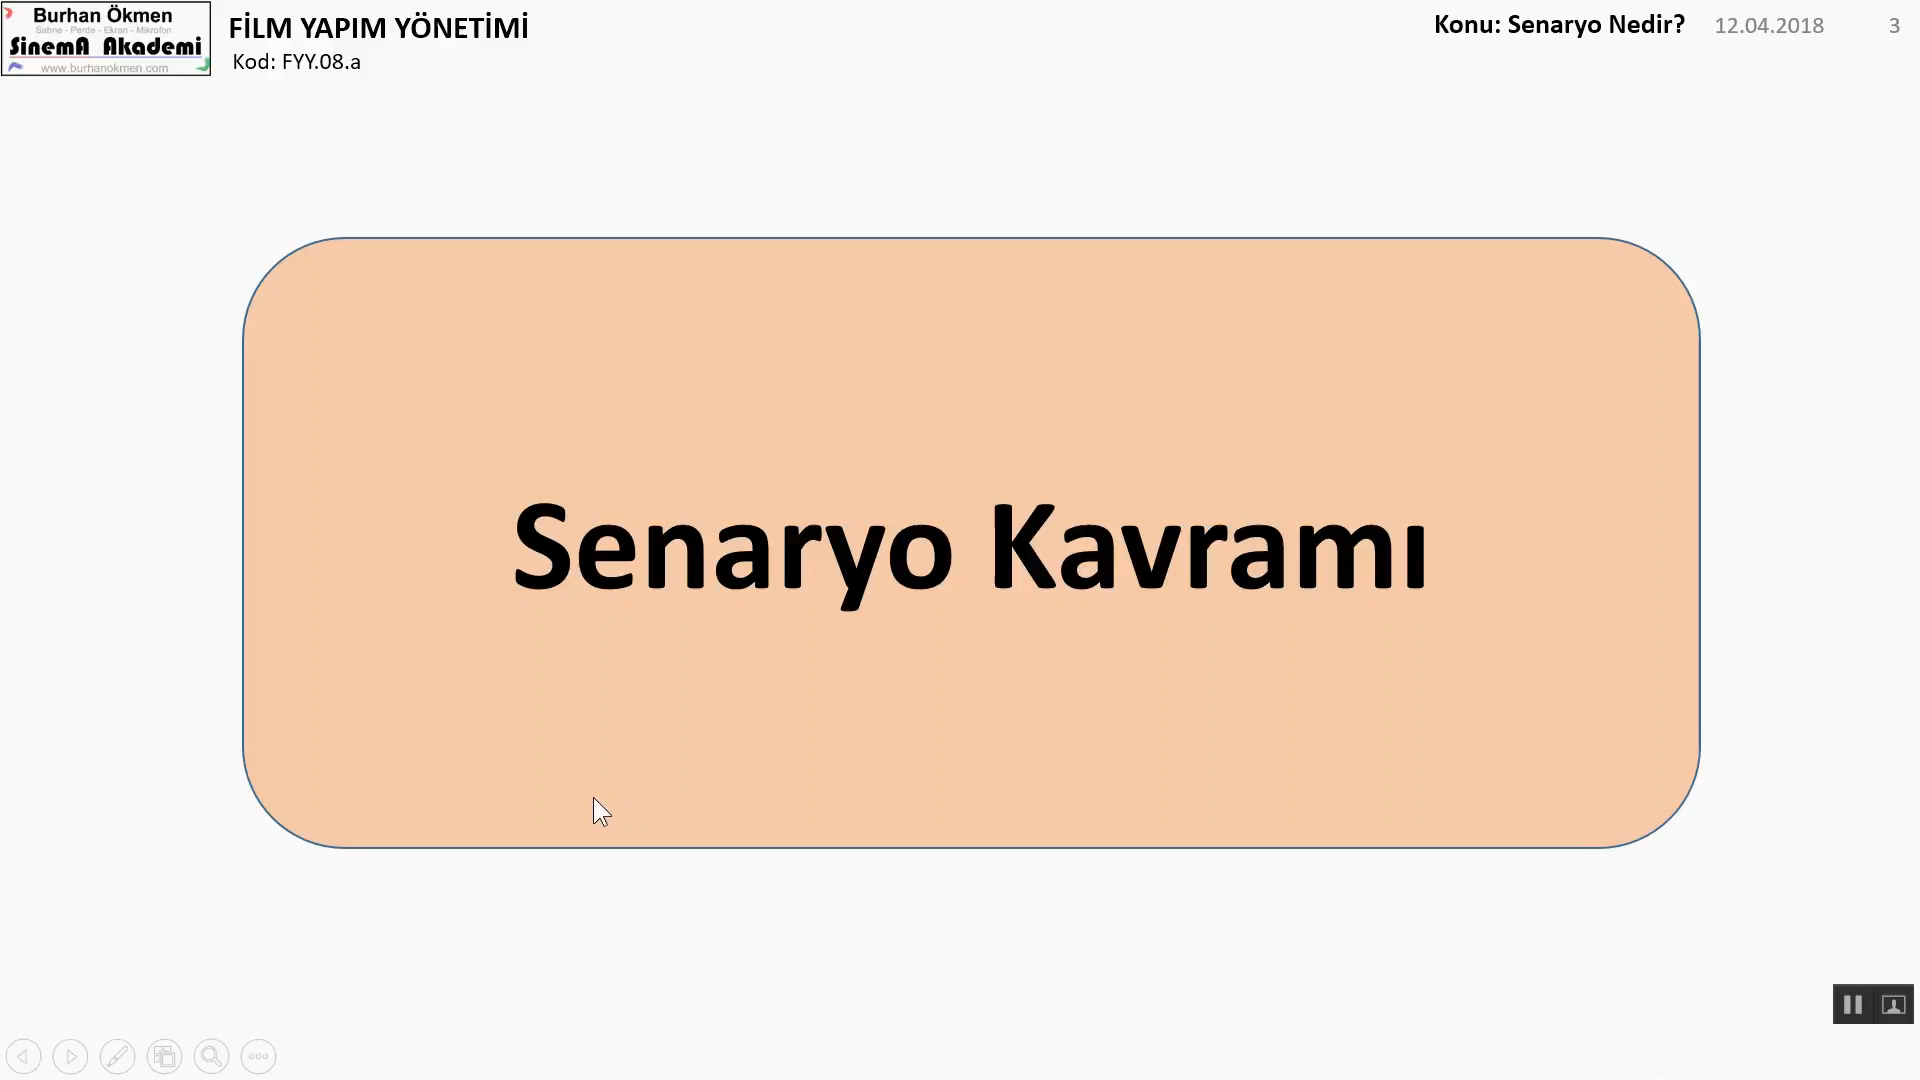 Burhan Ökmen
Sahne - Perde - Ekran - Mikrofon
SinemA Akademi
www.burhanokmen.com
FİLM YAPIM YÖNETİMİ
Kod: FYY.08.a
Konu: Senaryo Nedir?
12.04.2018
3
Senaryo Kavramı